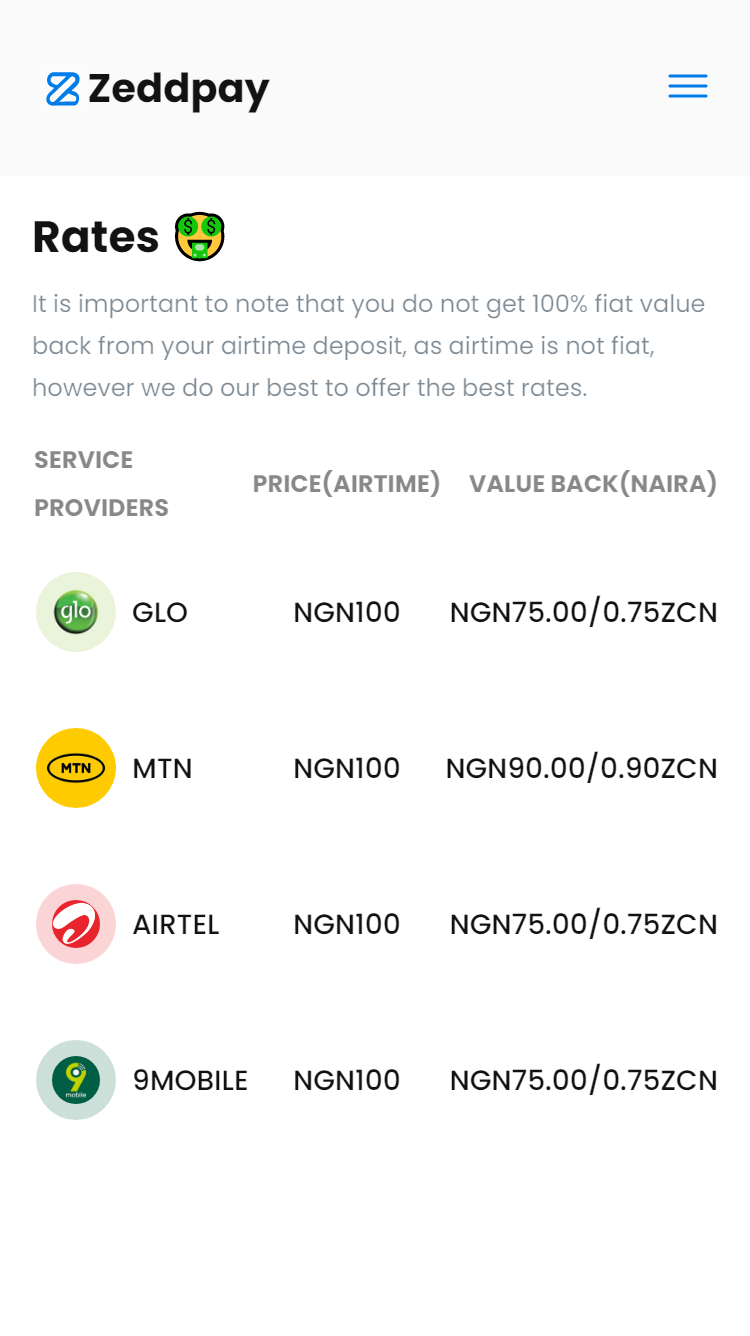 Zeddpay
Rates
It is important to note that you do not get 100% fiat value
back from your airtime deposit, as airtime is not fiat,
however we do our best to offer the best rates.
SERVICE
PROVIDERS
PRICE(AIRTIME)
VALUE BACK(NAIRA)
glo GLO NGN100 NGN75.00/0.75ZCN
MTN MTN NGN100 NGN90.00/0.90ZCN
AIRTEL NGN100 NGN75.00/0.75ZCN
9 mobile 9MOBILE NGN100 NGN75.00/0.75ZCN